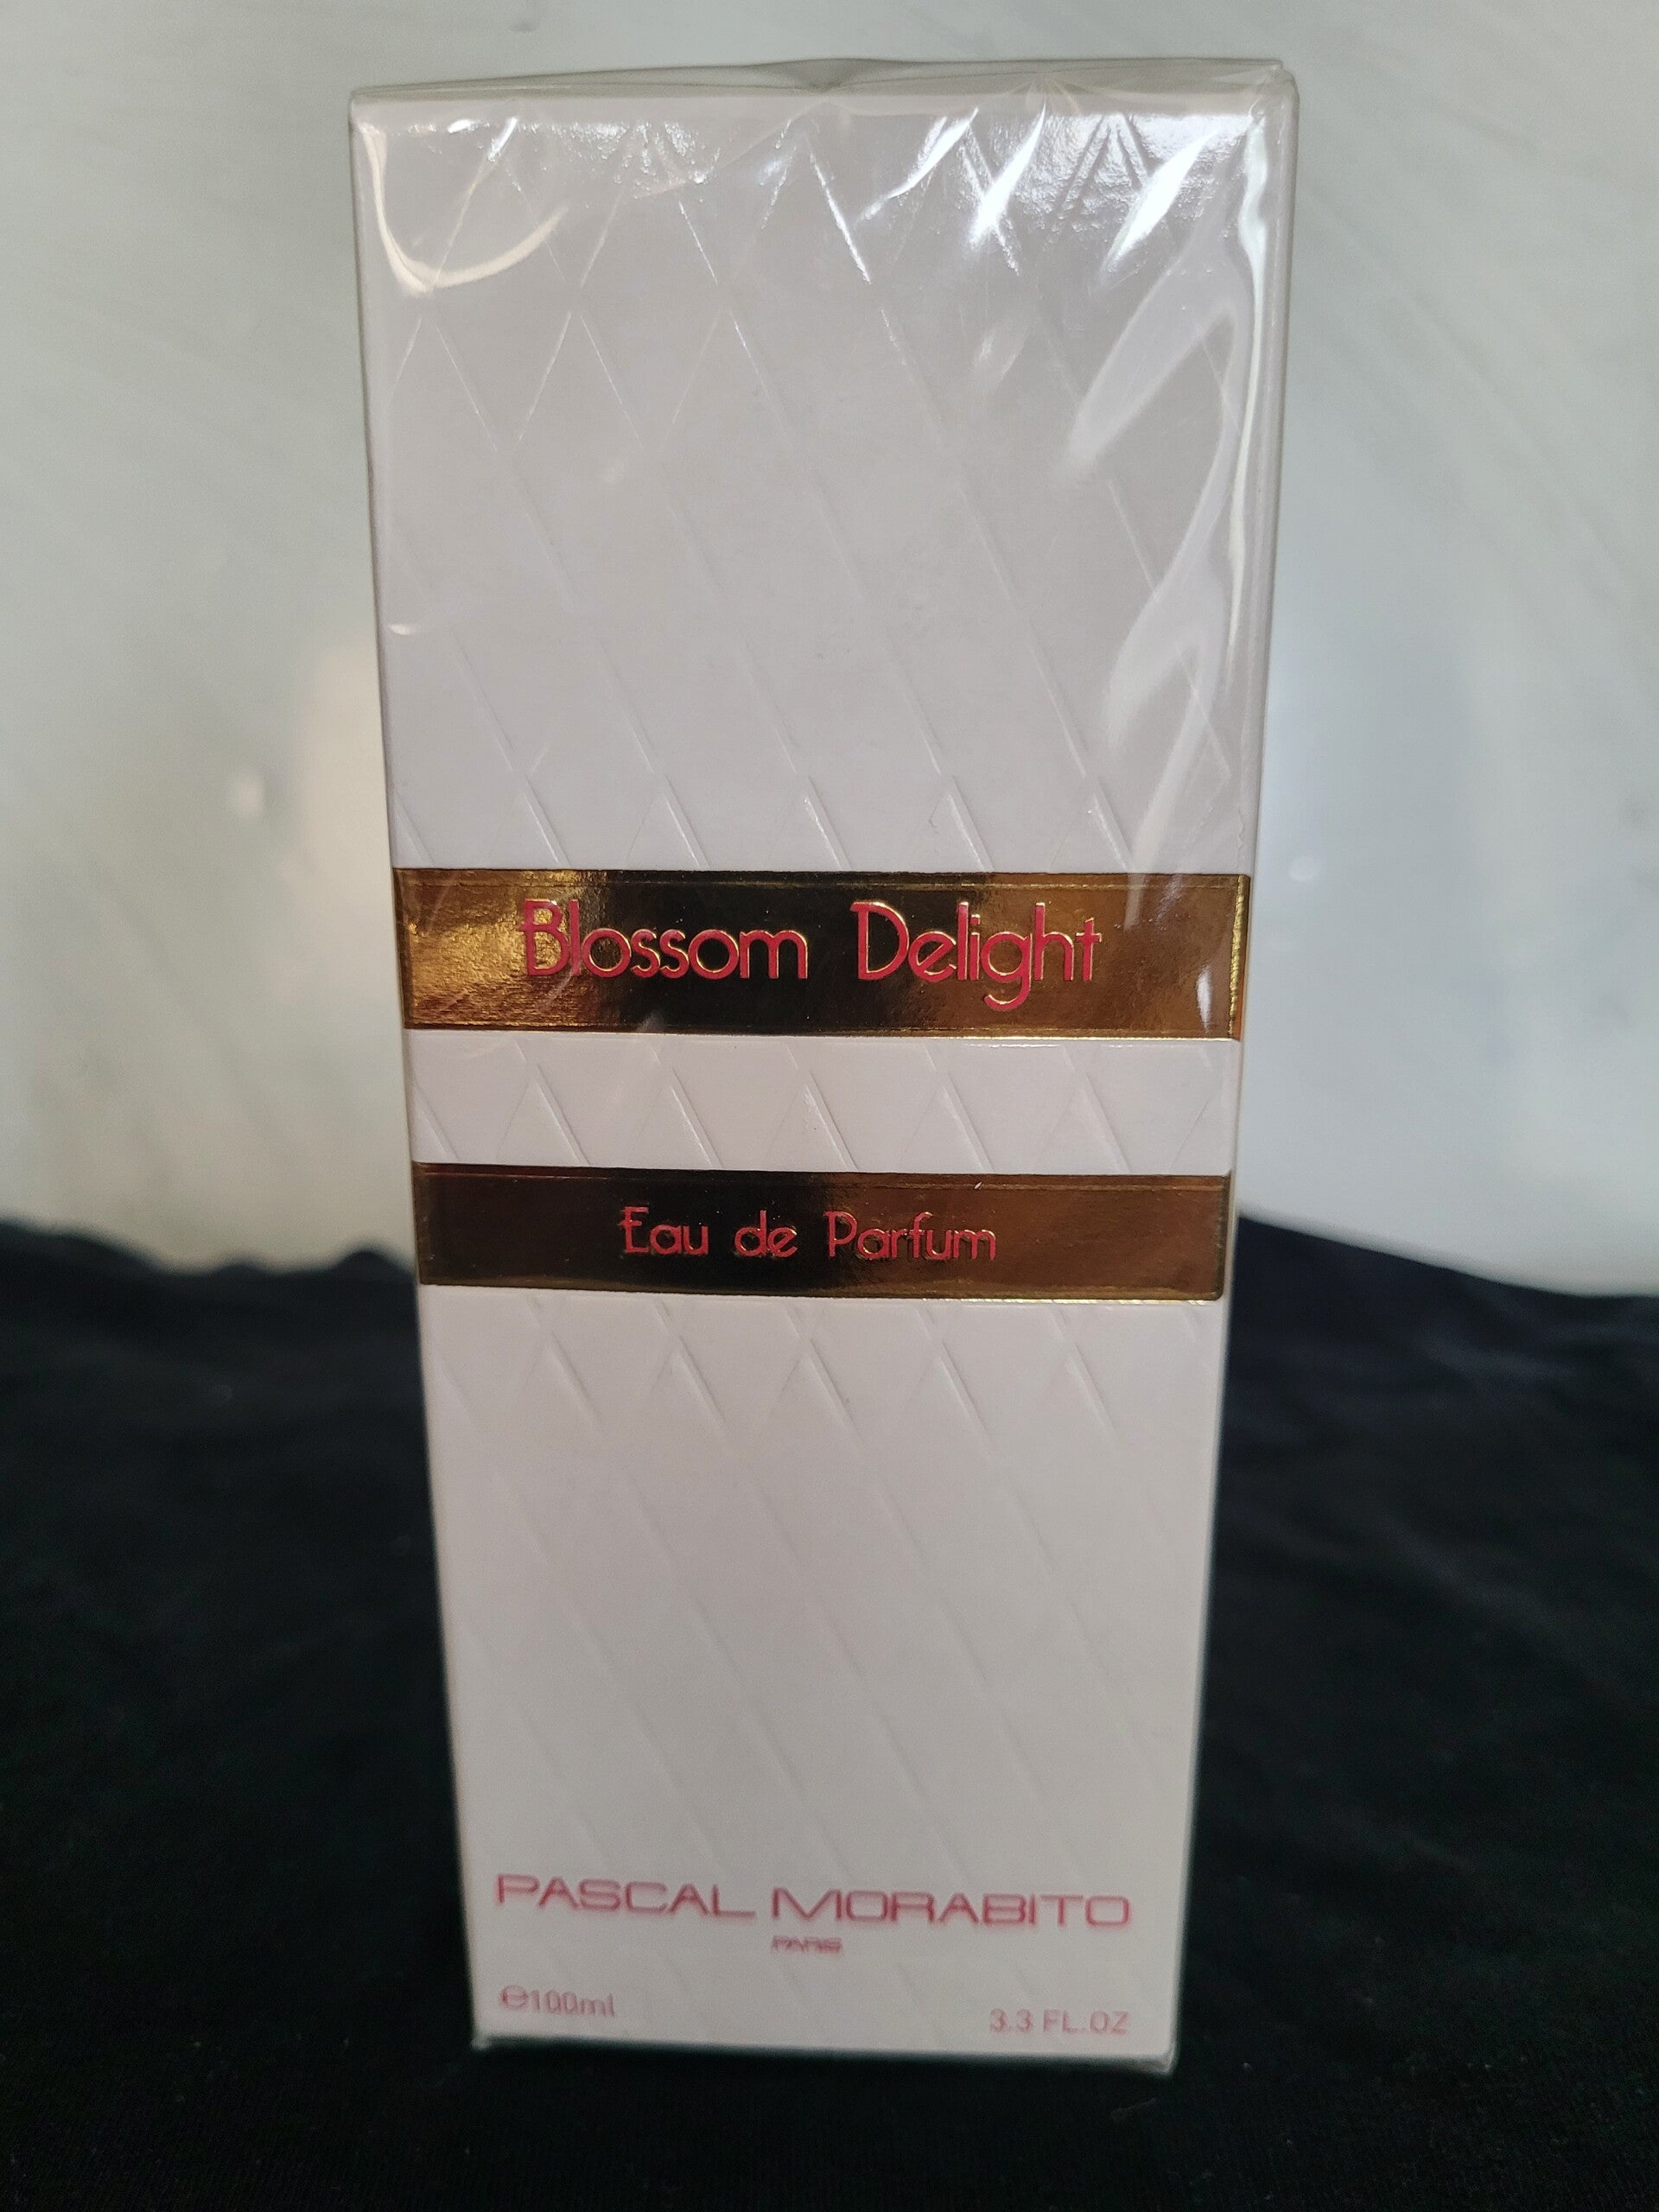 Blossom Delight
Eau de Parfum
PASCAL MORABITO
PARIS
℮100ml
3.3 FL.OZ